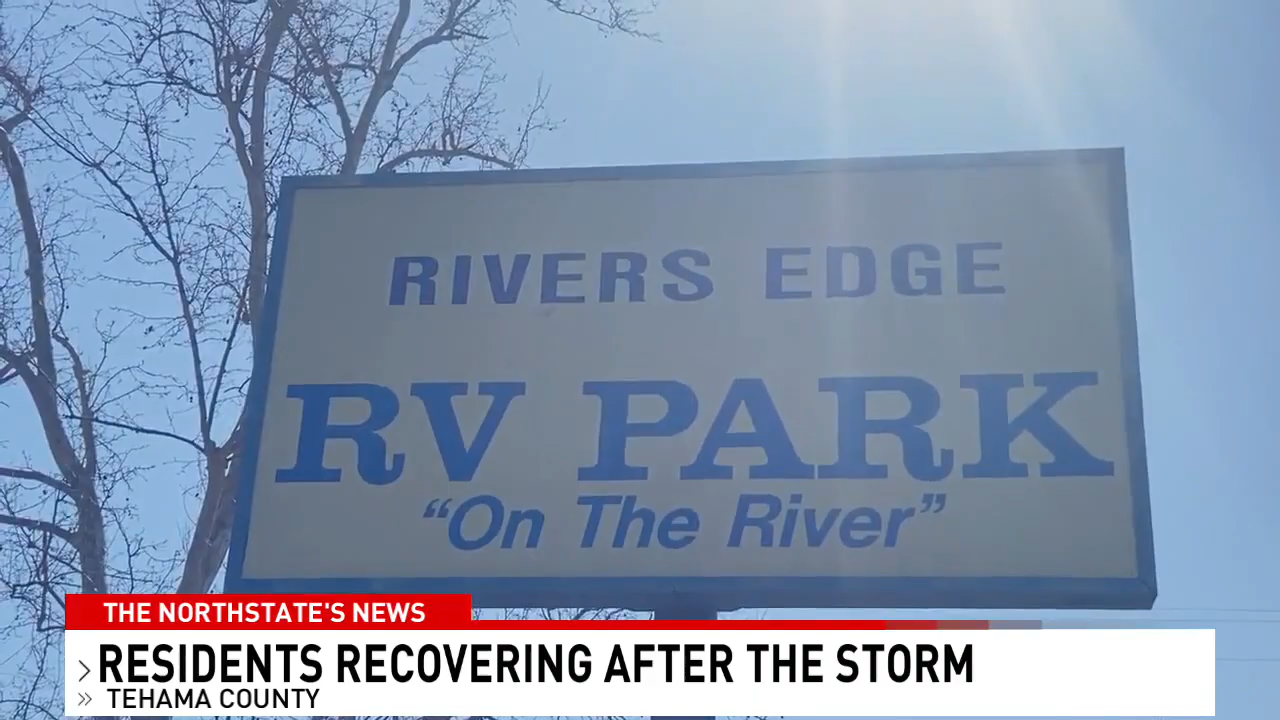 RIVERS EDGE
RV PARK
"On The River"
THE NORTHSTATE'S NEWS
RESIDENTS RECOVERING AFTER THE STORM
TEHAMA COUNTY